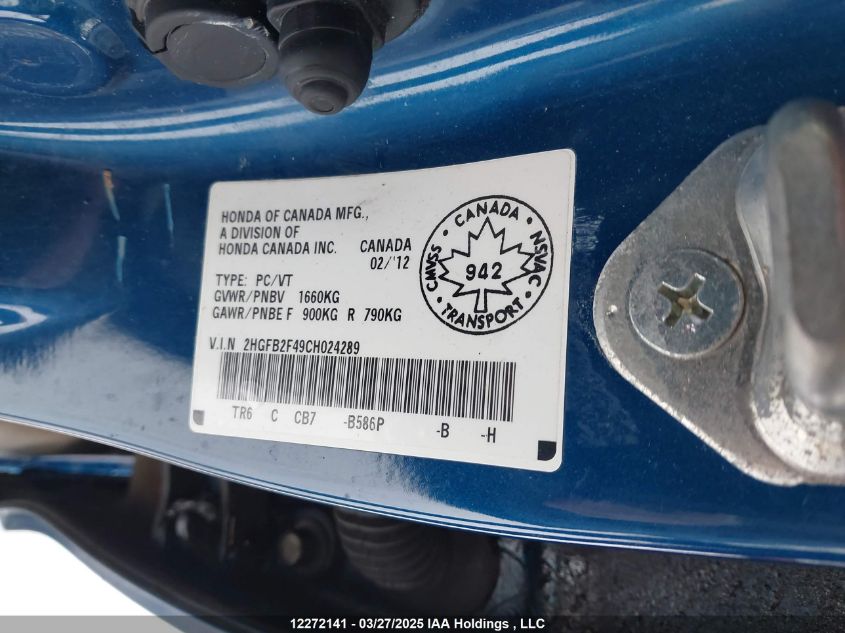 HONDA OF CANADA MFG.,
A DIVISION OF
HONDA CANADA INC.
CANADA
02/'12
TYPE: PC/VT
GVWR/PNBV 1660KG
GAWR/PNBE F 900KG R 790KG
CANADA
CMVSS
942
NSVAC
TRANSPORT
V.I.N 2HGFB2F49CH024289
TR6 C CB7 -B586P -B -H
12272141 - 03/27/2025 IAA Holdings , LLC